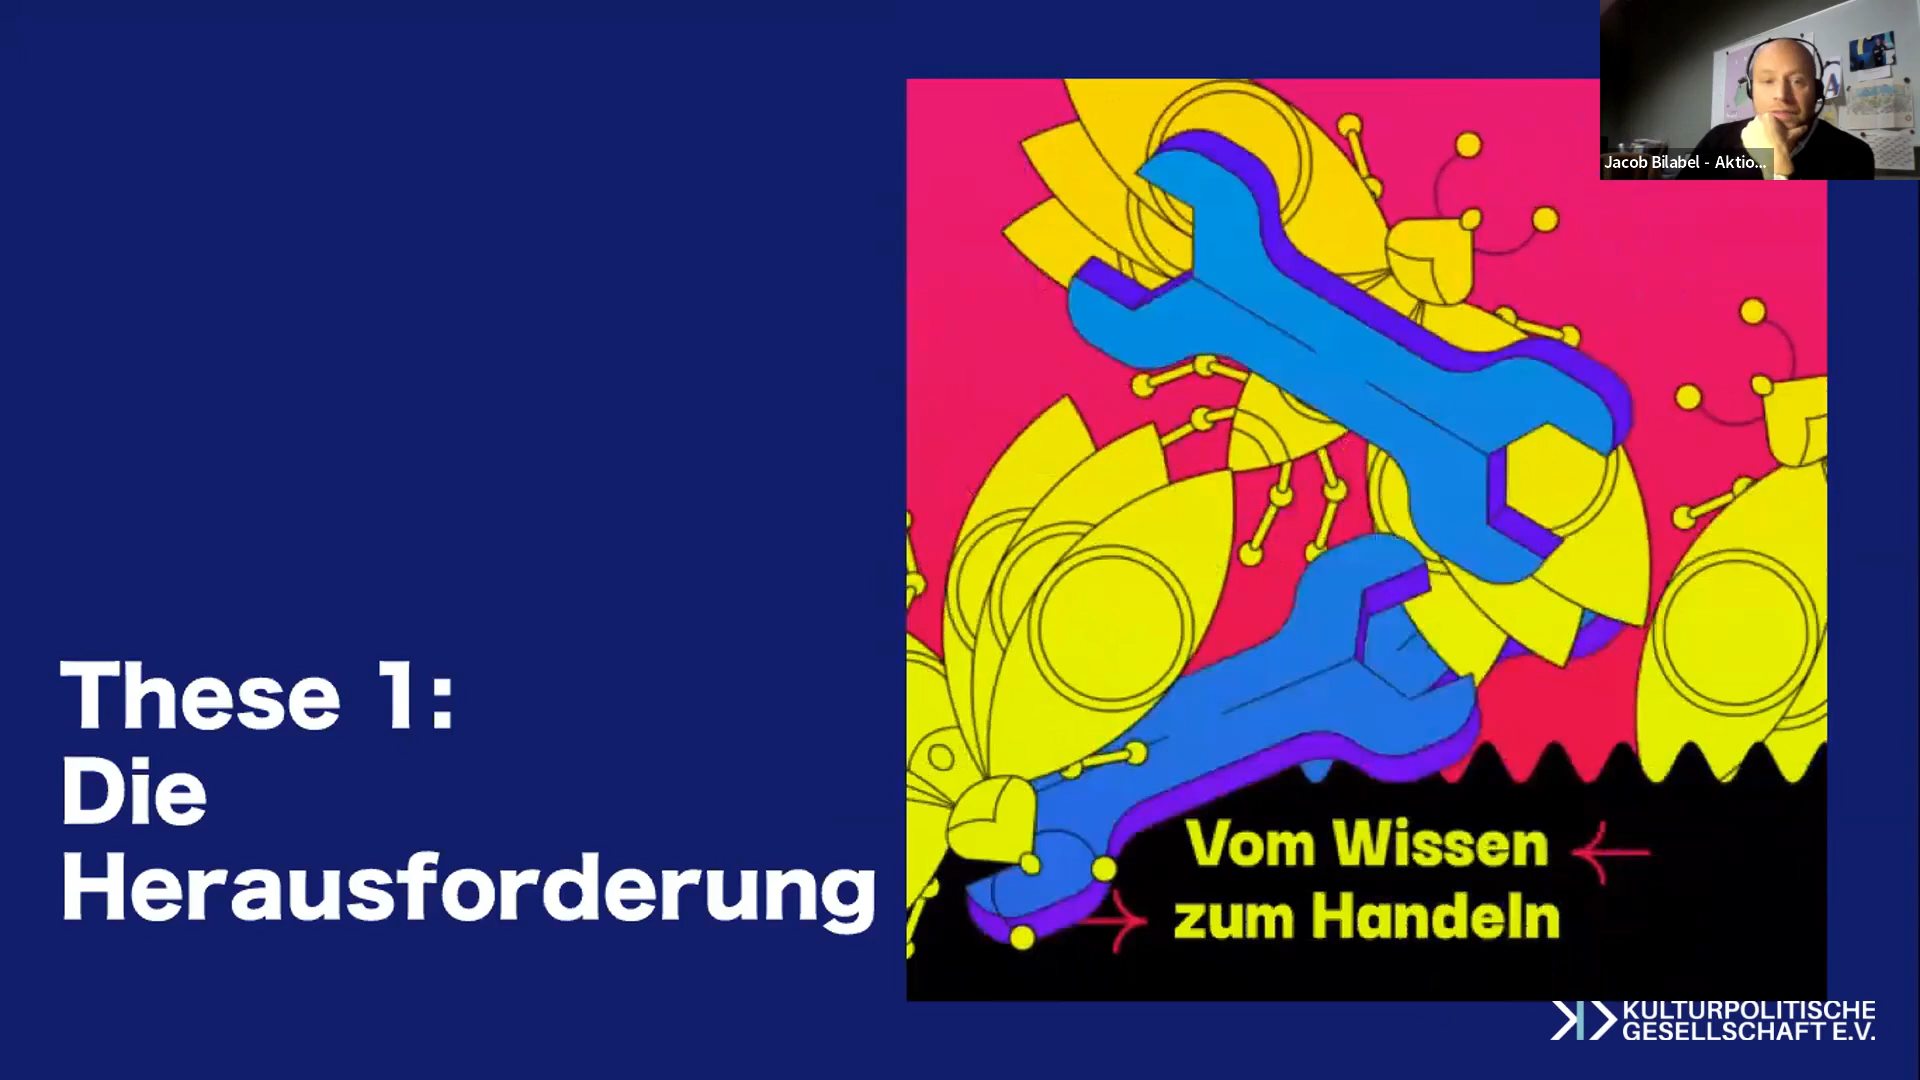 Jacob Bilabel - Aktio...
These 1:
Die
Herausforderung
Vom Wissen
zum Handeln
KULTURPOLITISCHE
GESELLSCHAFT E.V.